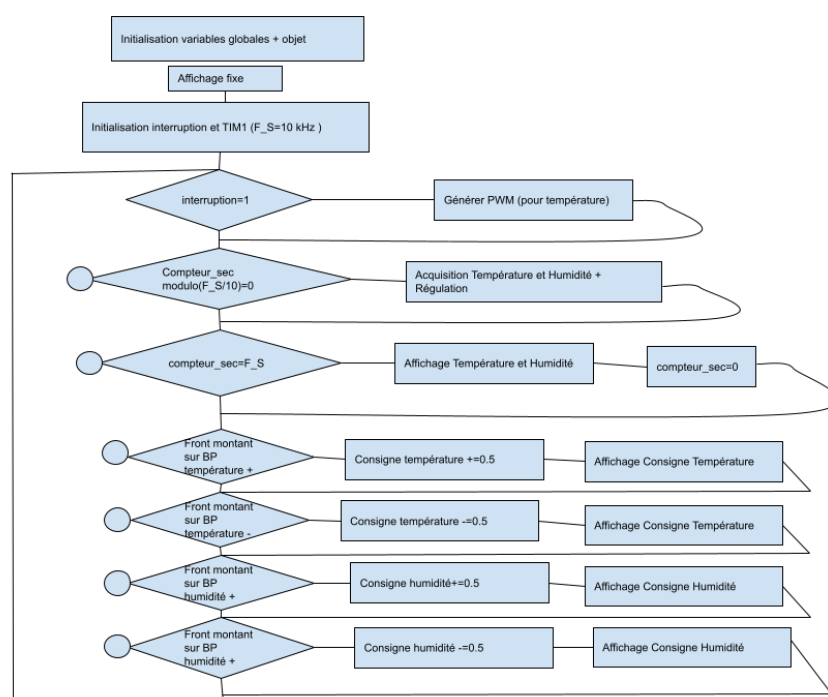 Initialisation variables globales + objet
Affichage fixe
Initialisation interruption et TIM1 (F_S=10 kHz )
interruption=1
Générer PWM (pour température)
Compteur_sec
modulo(F_S/10)=0
Acquisition Température et Humidité +
Régulation
compteur_sec=F_S
Affichage Température et Humidité
compteur_sec=0
Front montant
sur BP
température +
Consigne température +=0.5
Affichage Consigne Température
Front montant
sur BP
température -
Consigne température -=0.5
Affichage Consigne Température
Front montant
sur BP
humidité +
Consigne humidité+=0.5
Affichage Consigne Humidité
Front montant
sur BP
humidité +
Consigne humidité -=0.5
Affichage Consigne Humidité